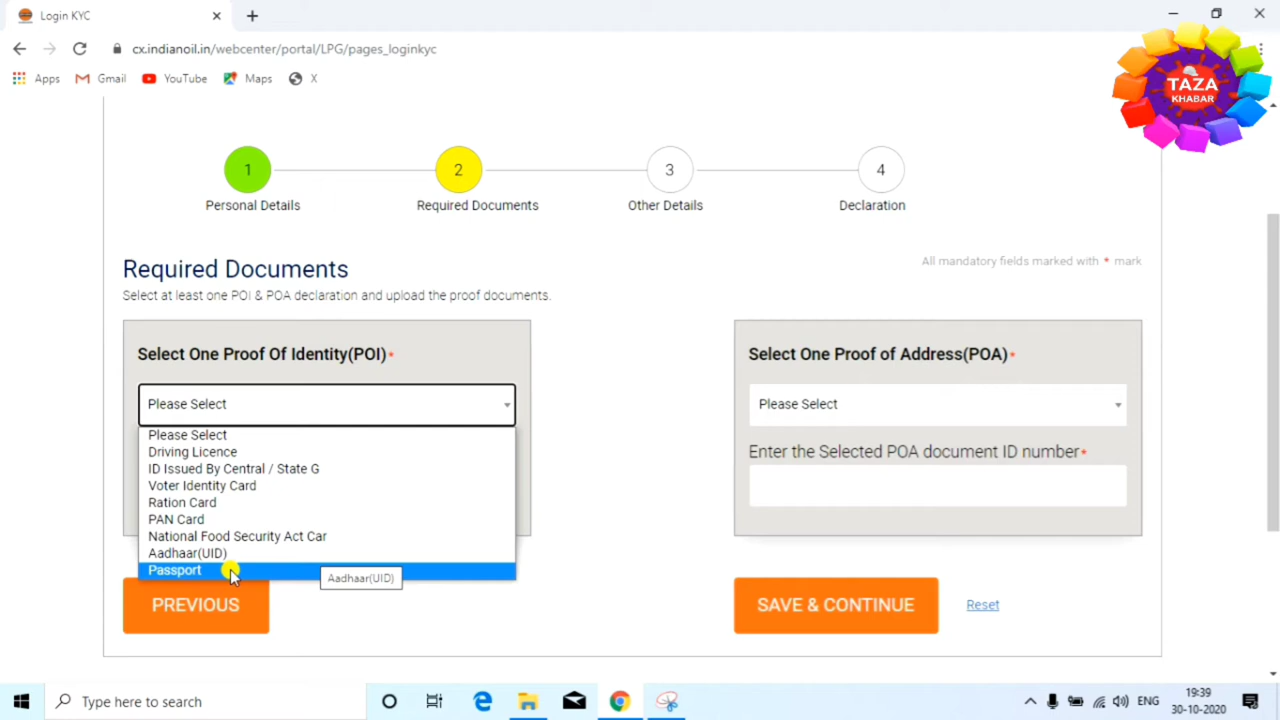 Login KYC
cx.indianoil.in/webcenter/portal/LPG/pages_loginkyc
Apps Gmail YouTube Maps X
TAZA
KHABAR
1 2 3 4
Personal Details Required Documents Other Details Declaration
Required Documents
All mandatory fields marked with * mark
Select at least one POI & POA declaration and upload the proof documents.
Select One Proof Of Identity(POI)*
Please Select
Please Select
Driving Licence
ID Issued By Central / State G
Voter Identity Card
Ration Card
PAN Card
National Food Security Act Car
Aadhaar(UID)
Passport
Aadhaar(UID)
Select One Proof of Address(POA)*
Please Select
Enter the Selected POA document ID number*
PREVIOUS
SAVE & CONTINUE
Reset
Type here to search
ENG
19:39
30-10-2020